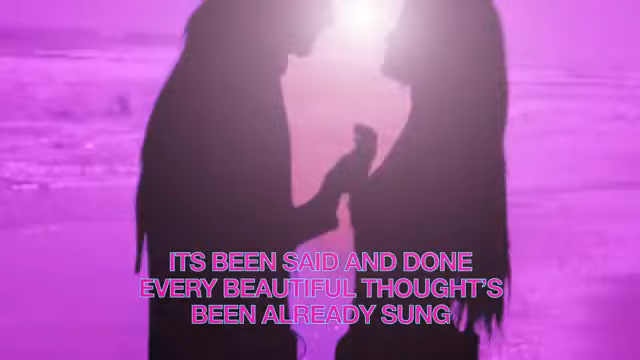 ITS BEEN SAID AND DONE
EVERY BEAUTIFUL THOUGHT'S
BEEN ALREADY SUNG